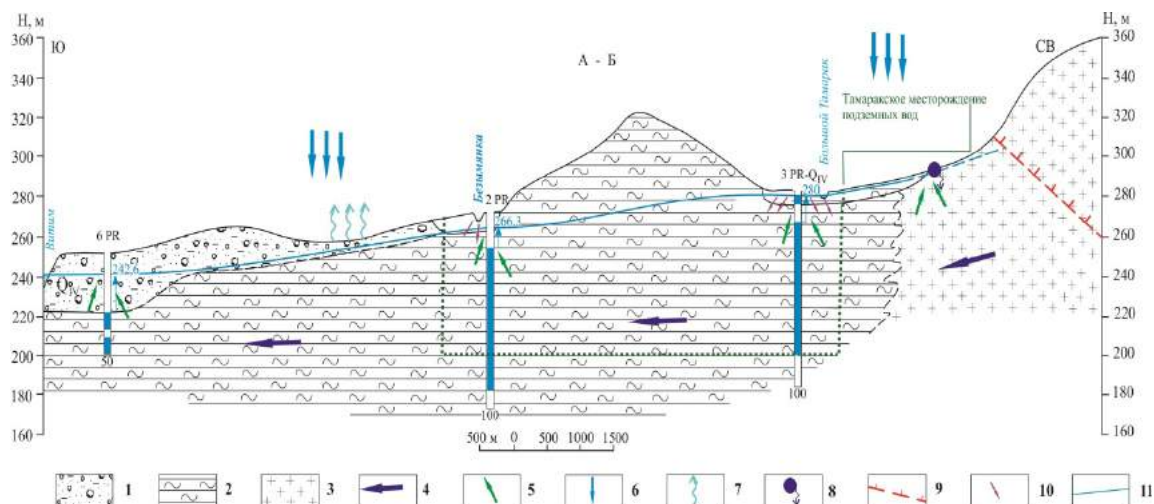 Н, м
Н, м
360
Ю
А - Б
СВ
360
340
340
Тамаракское месторождение
подземных вод
320
320
Большой Тамарак
300
300
Безымянка
3 PR-QIV
280
280
280
2 PR
266,3
260
260
Витим
6 PR
242,6
240
240
QIV
220
220
200
200
50
180
180
100
100
160
160
500 м 0 500 1000 1500
1 2 3 4 5 6 7 8 9 10 11